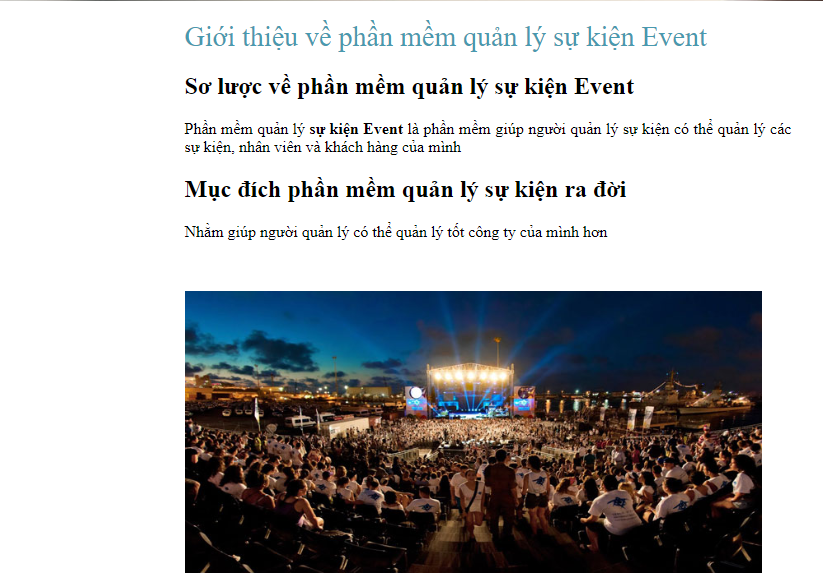 Giới thiệu về phần mềm quản lý sự kiện Event
Sơ lược về phần mềm quản lý sự kiện Event
Phần mềm quản lý sự kiện Event là phần mềm giúp người quản lý sự kiện có thể quản lý các
sự kiện, nhân viên và khách hàng của mình
Mục đích phần mềm quản lý sự kiện ra đời
Nhằm giúp người quản lý có thể quản lý tốt công ty của mình hơn